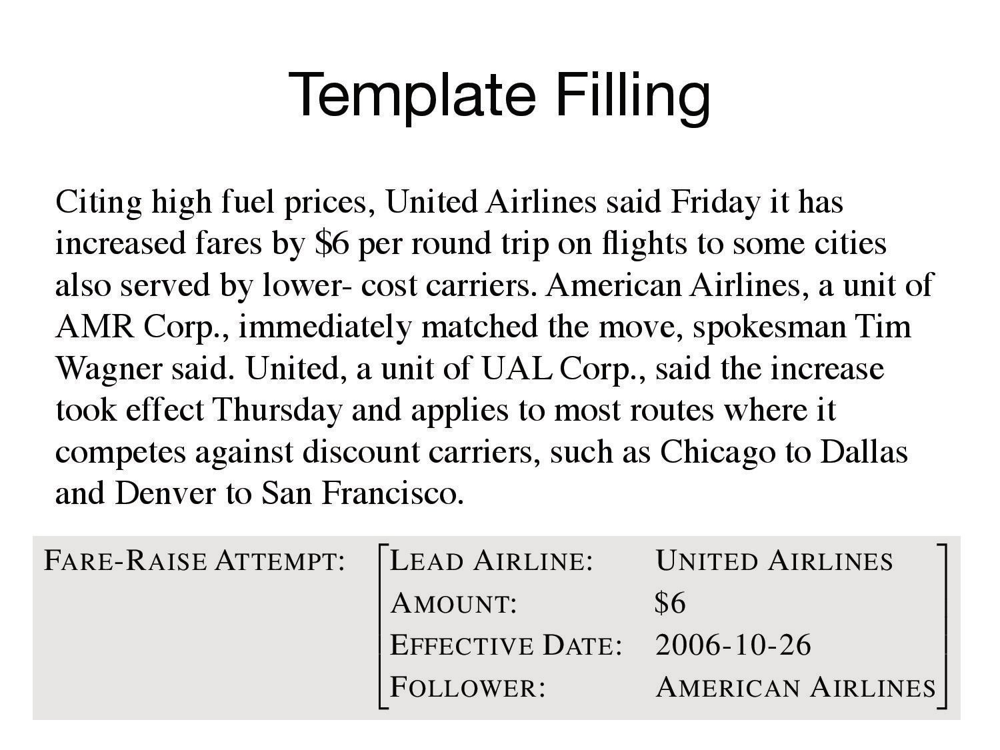 Template Filling
Citing high fuel prices, United Airlines said Friday it has
increased fares by $6 per round trip on flights to some cities
also served by lower- cost carriers. American Airlines, a unit of
AMR Corp., immediately matched the move, spokesman Tim
Wagner said. United, a unit of UAL Corp., said the increase
took effect Thursday and applies to most routes where it
competes against discount carriers, such as Chicago to Dallas
and Denver to San Francisco.
FARE-RAISE ATTEMPT: LEAD AIRLINE: UNITED AIRLINES
AMOUNT: $6
EFFECTIVE DATE: 2006-10-26
FOLLOWER: AMERICAN AIRLINES